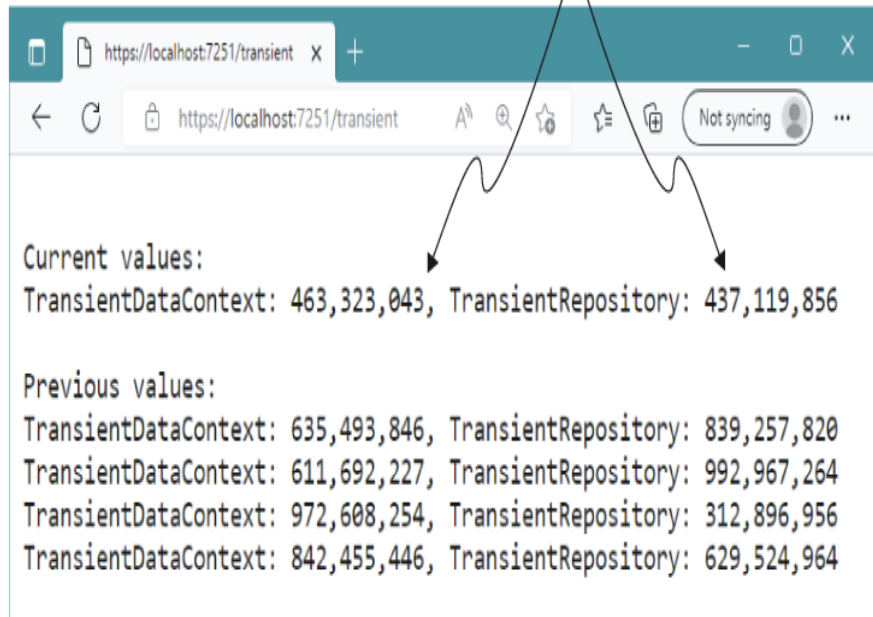 https://localhost:7251/transient
https://localhost:7251/transient
Not syncing
Current values:
TransientDataContext: 463,323,043, TransientRepository: 437,119,856
Previous values:
TransientDataContext: 635,493,846, TransientRepository: 839,257,820
TransientDataContext: 611,692,227, TransientRepository: 992,967,264
TransientDataContext: 972,608,254, TransientRepository: 312,896,956
TransientDataContext: 842,455,446, TransientRepository: 629,524,964